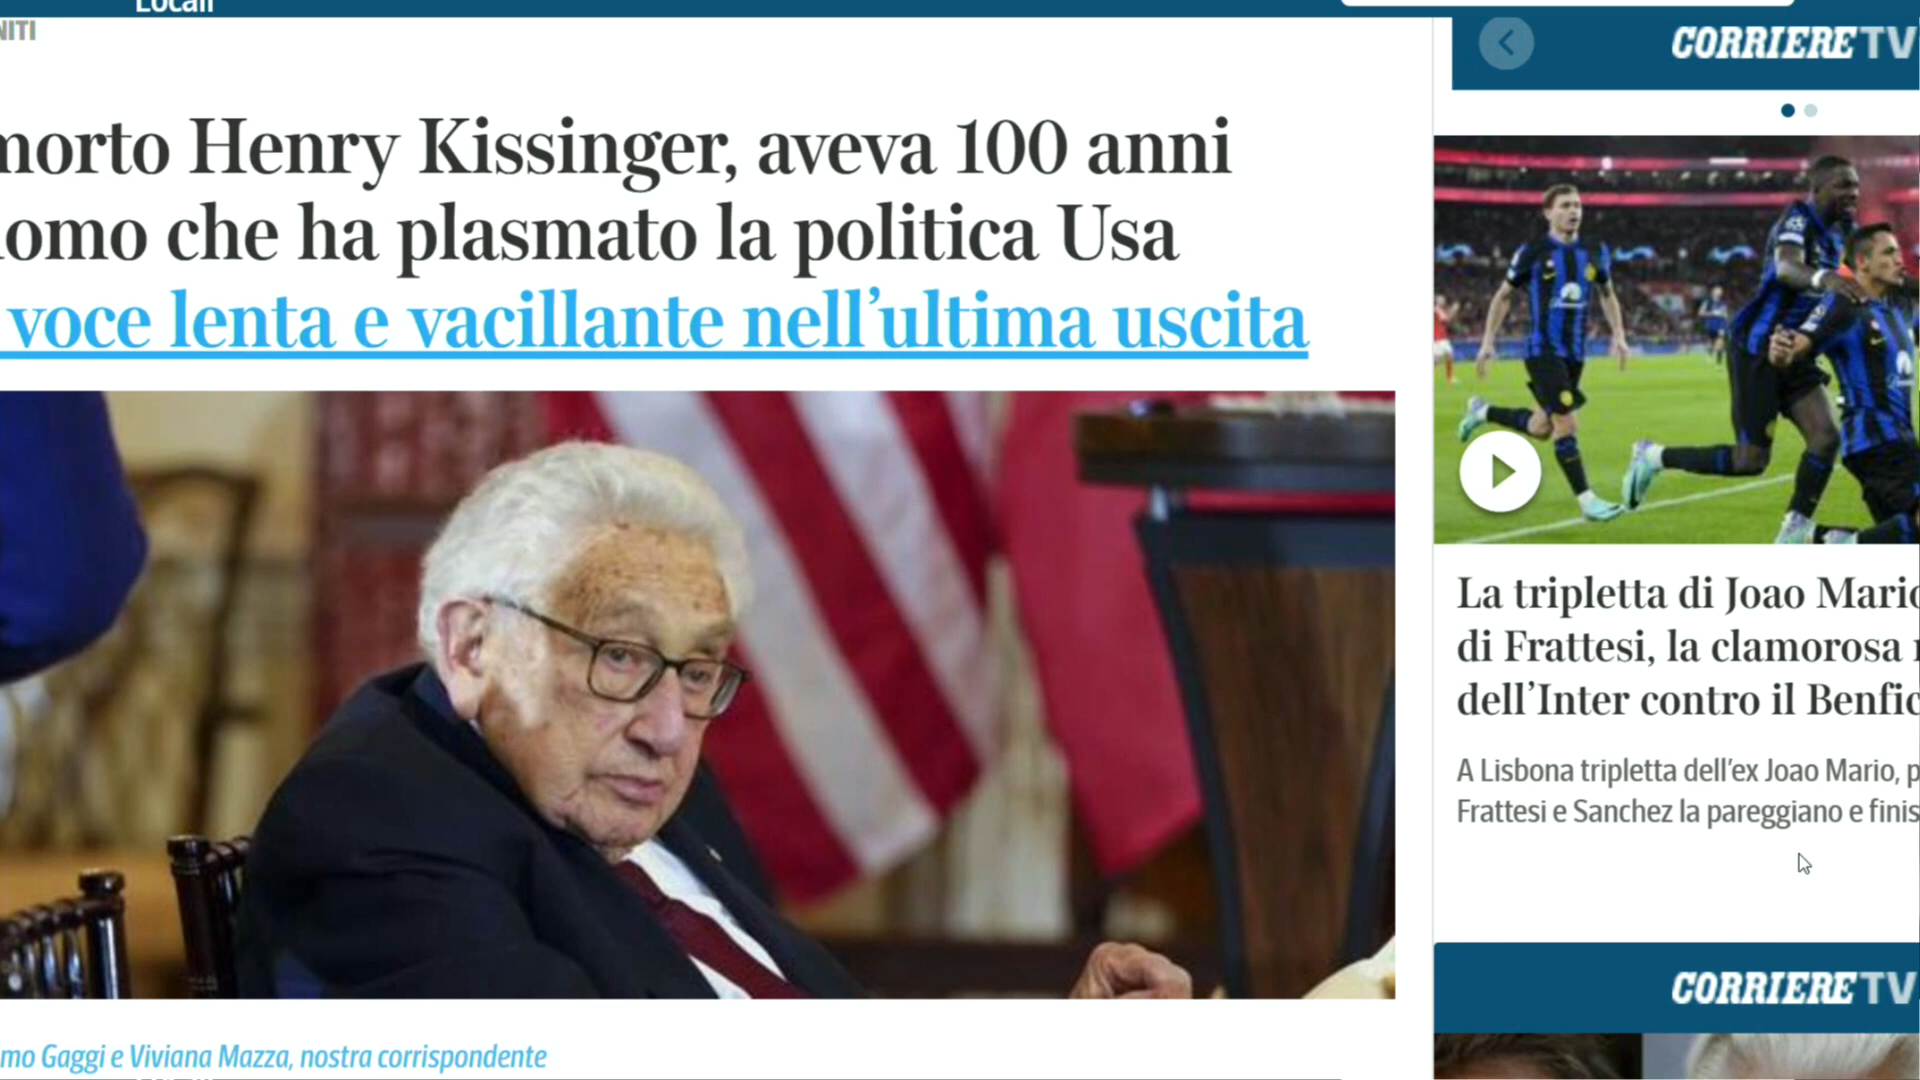 Locali
NITI
morto Henry Kissinger, aveva 100 anni
omo che ha plasmato la politica Usa
voce lenta e vacillante nell'ultima uscita
mo Gaggi e Viviana Mazza, nostra corrispondente
CORRIERETV
La tripletta di Joao Mario
di Frattesi, la clamorosa
dell'Inter contro il Benfic
A Lisbona tripletta dell'ex Joao Mario, p
Frattesi e Sanchez la pareggiano e finis
CORRIERETV